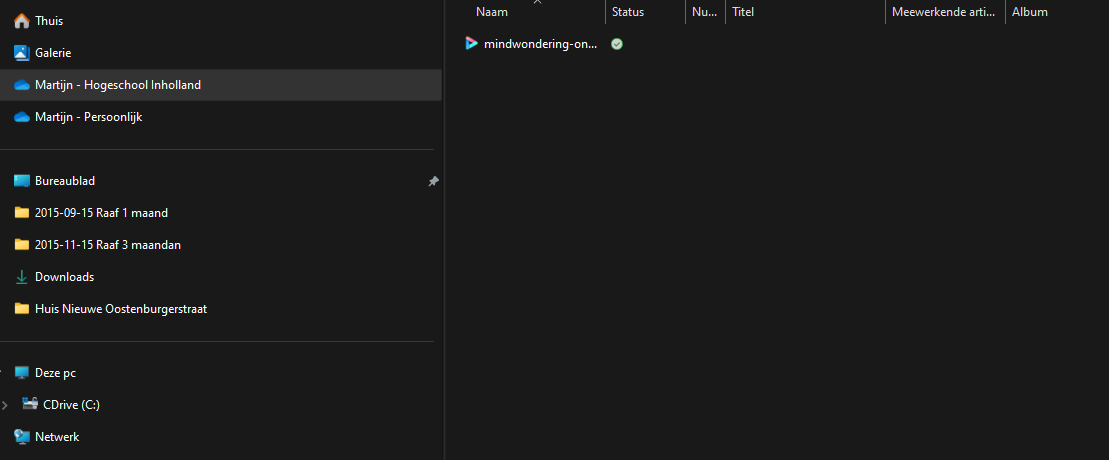 Thuis
Galerie
Martijn - Hogeschool Inholland
Martijn - Persoonlijk
Bureaublad
2015-09-15 Raaf 1 maand
2015-11-15 Raaf 3 maandan
Downloads
Huis Nieuwe Oostenburgerstraat
Deze pc
CDrive (C:)
Netwerk
Naam Status Nu... Titel Meewerkende arti... Album
mindwondering-on...